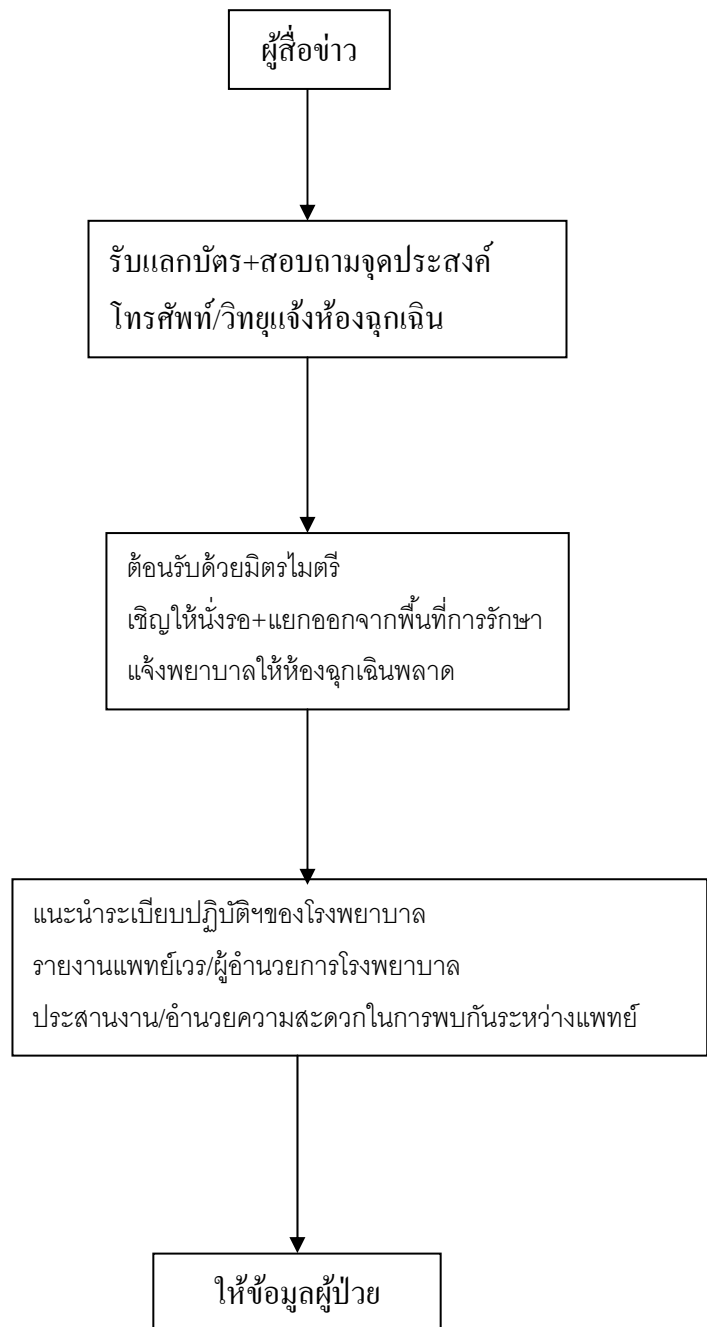 ผู้สื่อข่าว
รับแลกบัตร+สอบถามจุดประสงค์
โทรศัพท์/วิทยุแจ้งห้องฉุกเฉิน
ต้อนรับด้วยมิตรไมตรี
เชิญให้นั่งรอ+แยกออกจากพื้นที่การรักษา
แจ้งพยาบาลให้ห้องฉุกเฉินพลาด
แนะนำระเบียบปฏิบัติฯของโรงพยาบาล
รายงานแพทย์เวร/ผู้อำนวยการโรงพยาบาล
ประสานงาน/อำนวยความสะดวกในการพบกันระหว่างแพทย์
ให้ข้อมูลผู้ป่วย